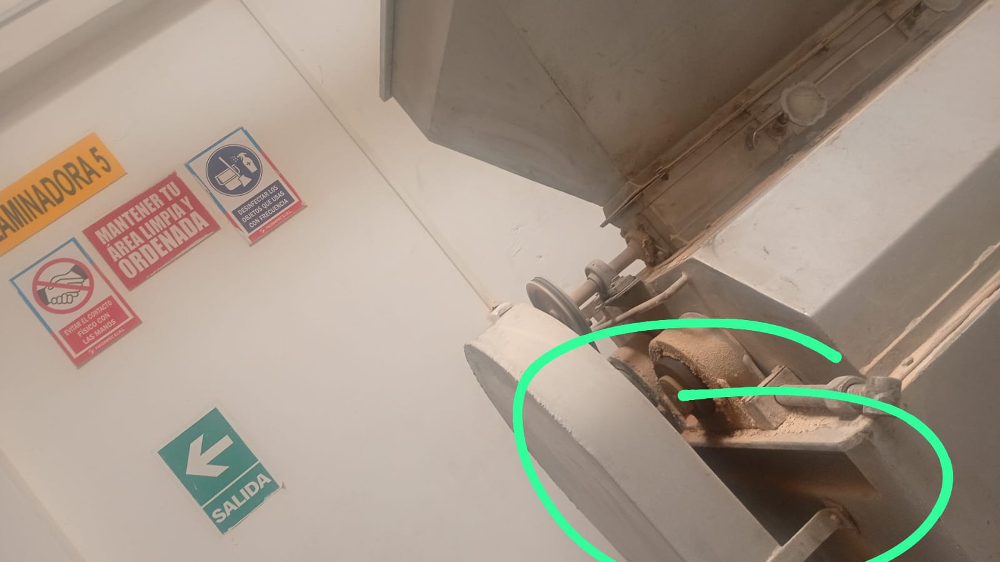 LAMINADORA 5
MANTENER TU
ÁREA LIMPIA Y
ORDENADA
DESINFECTAR LOS
OBJETOS QUE USAS
CON FRECUENCIA
EVITAR EL CONTACTO
FÍSICO CON
LAS MANOS
SALIDA